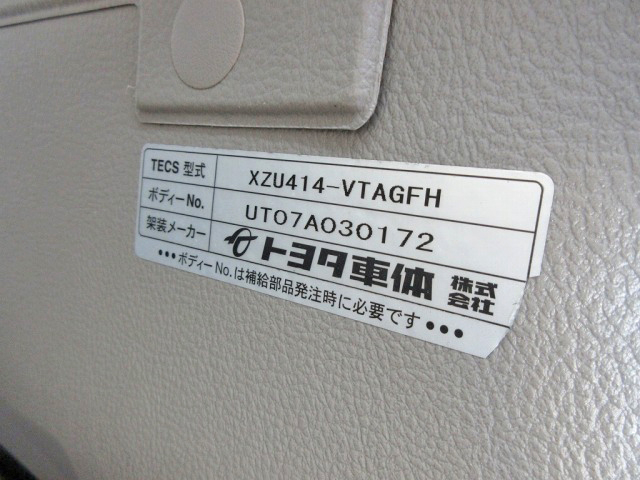 TECS 型式 XZU414-VTAGFH
ボディーNo. UT07A030172
架装メーカー トヨタ車体 株式会社
•••ボディーNo.は補給部品発注時に必要です•••